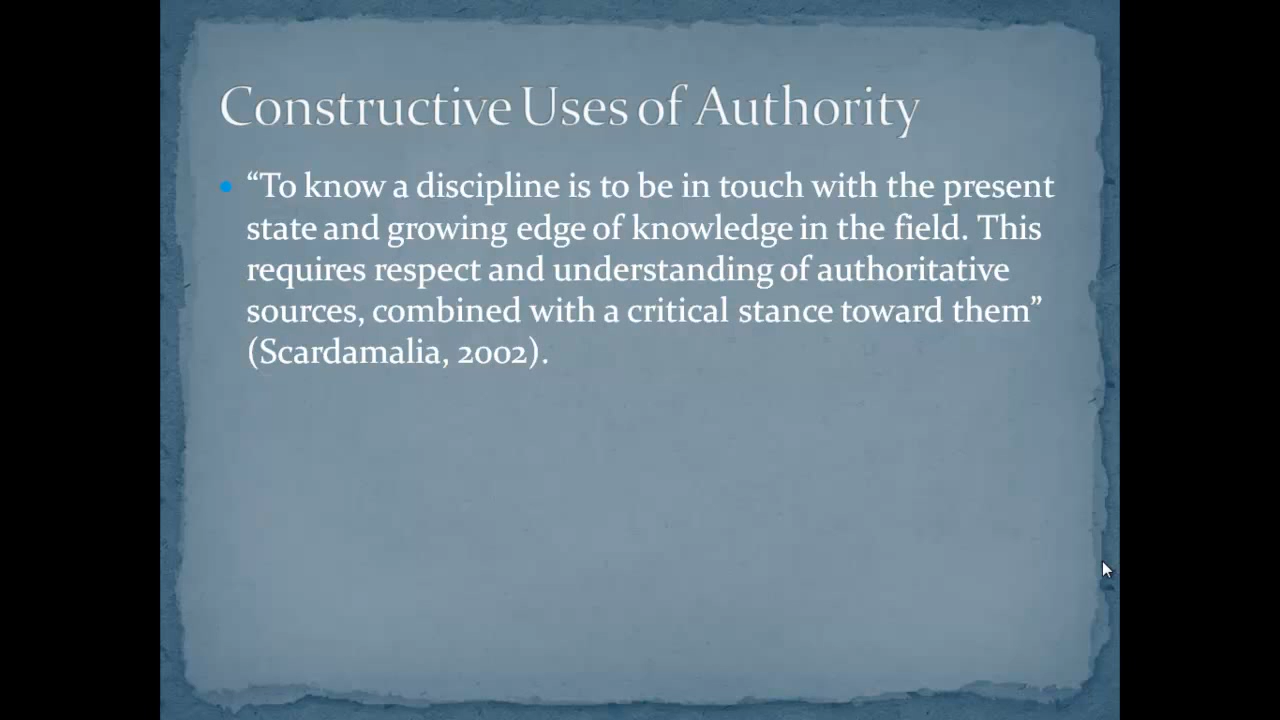 Constructive Uses of Authority
• “To know a discipline is to be in touch with the present
state and growing edge of knowledge in the field. This
requires respect and understanding of authoritative
sources, combined with a critical stance toward them”
(Scardamalia, 2002).